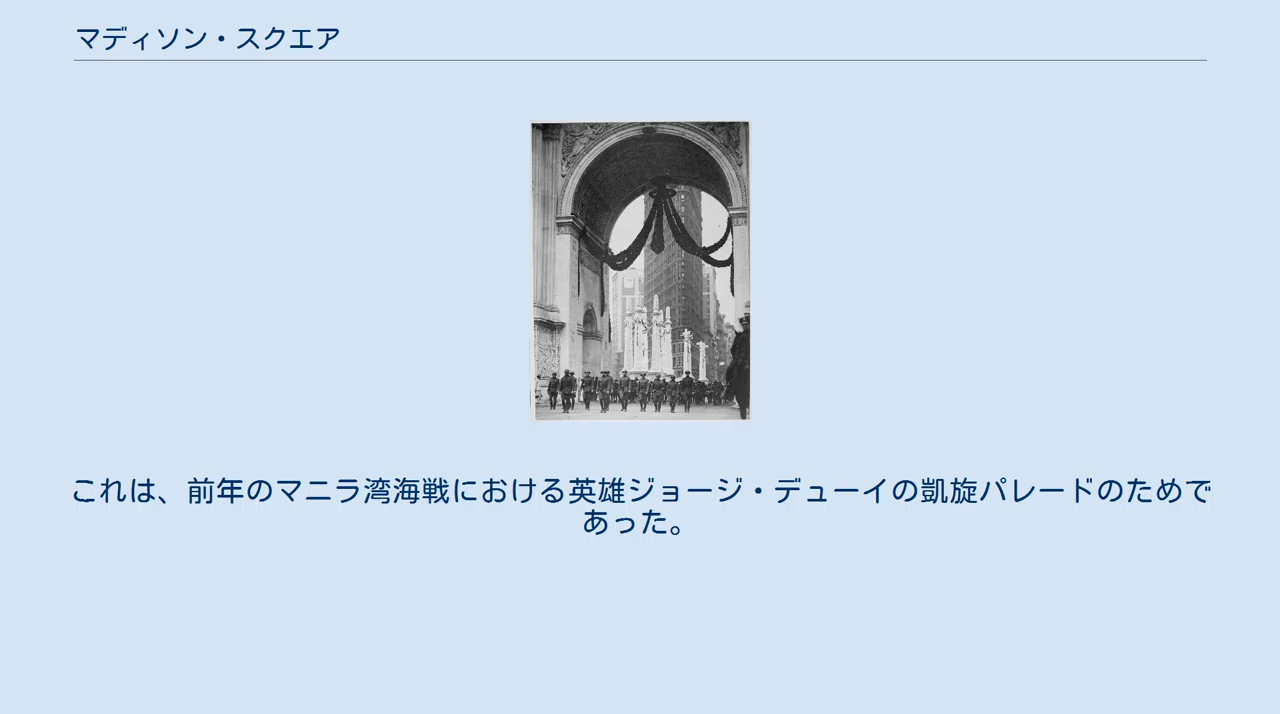 マディソン・スクエア
これは、前年のマニラ湾海戦における英雄ジョージ・デューイの凱旋パレードのためで
あった。